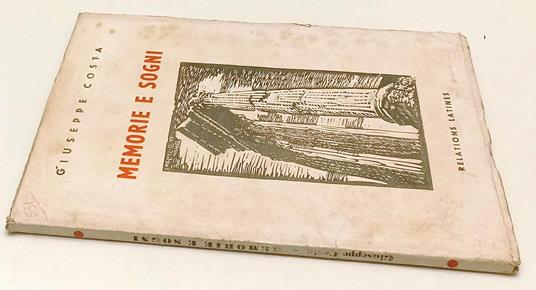 GIUSEPPE COSTA
MEMORIE E SOGNI
RELATIONS LATINES
Giuseppe Costa MEMORIE E SOGNI